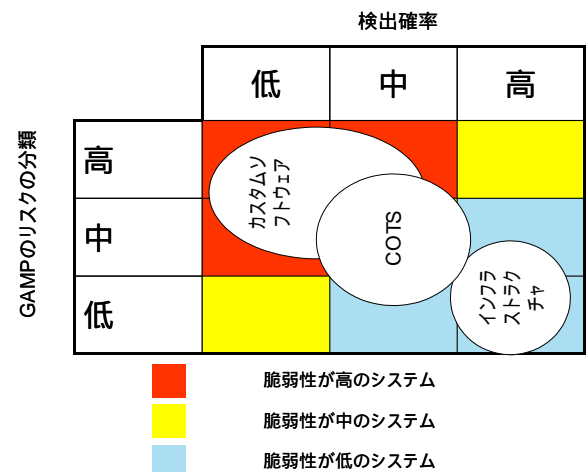 検出確率
低 中 高
GAMPのリスクの分類
高
中
低
カスタムソ
フトウェア
COTS
インフラ
ストラク
チャ
脆弱性が高のシステム
脆弱性が中のシステム
脆弱性が低のシステム